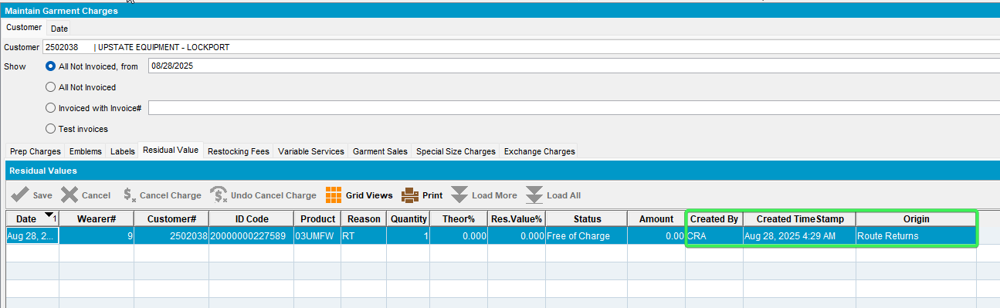 Maintain Garment Charges
Customer Date
Customer 2502038 | UPSTATE EQUIPMENT - LOCKPORT
Show All Not Invoiced, from 08/28/2025
All Not Invoiced
Invoiced with Invoice#
Test invoices
Prep Charges Emblems Labels Residual Value Restocking Fees Variable Services Garment Sales Special Size Charges Exchange Charges
Residual Values
Save Cancel Cancel Charge Undo Cancel Charge Grid Views Print Load More Load All
Date 1 Wearer# Customer# ID Code Product Reason Quantity Theor% Res.Value% Status Amount Created By Created TimeStamp Origin
Aug 28, 2... 9 2502038 20000000227589 03UMFW RT 1 0.000 0.000 Free of Charge 0.00 CRA Aug 28, 2025 4:29 AM Route Returns